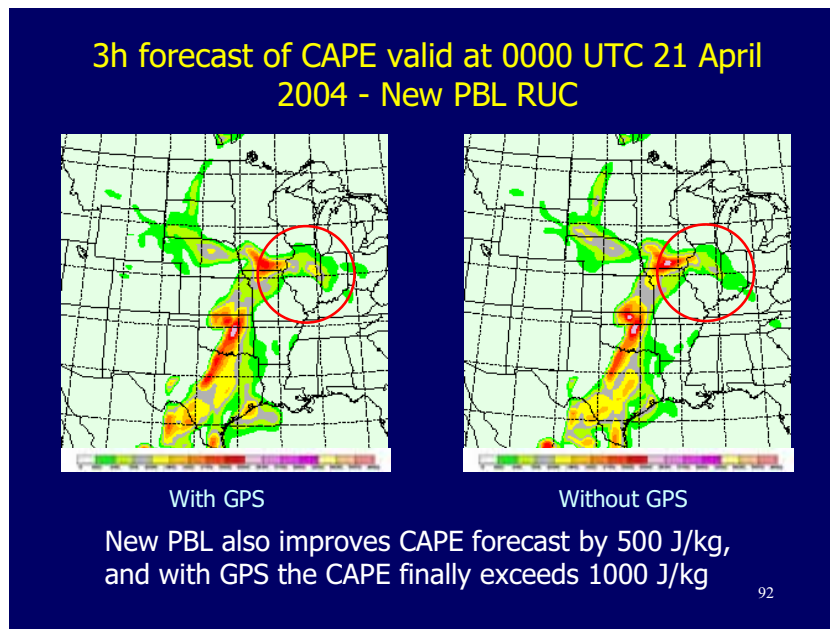 3h forecast of CAPE valid at 0000 UTC 21 April
2004 - New PBL RUC
With GPS
Without GPS
New PBL also improves CAPE forecast by 500 J/kg,
and with GPS the CAPE finally exceeds 1000 J/kg
92